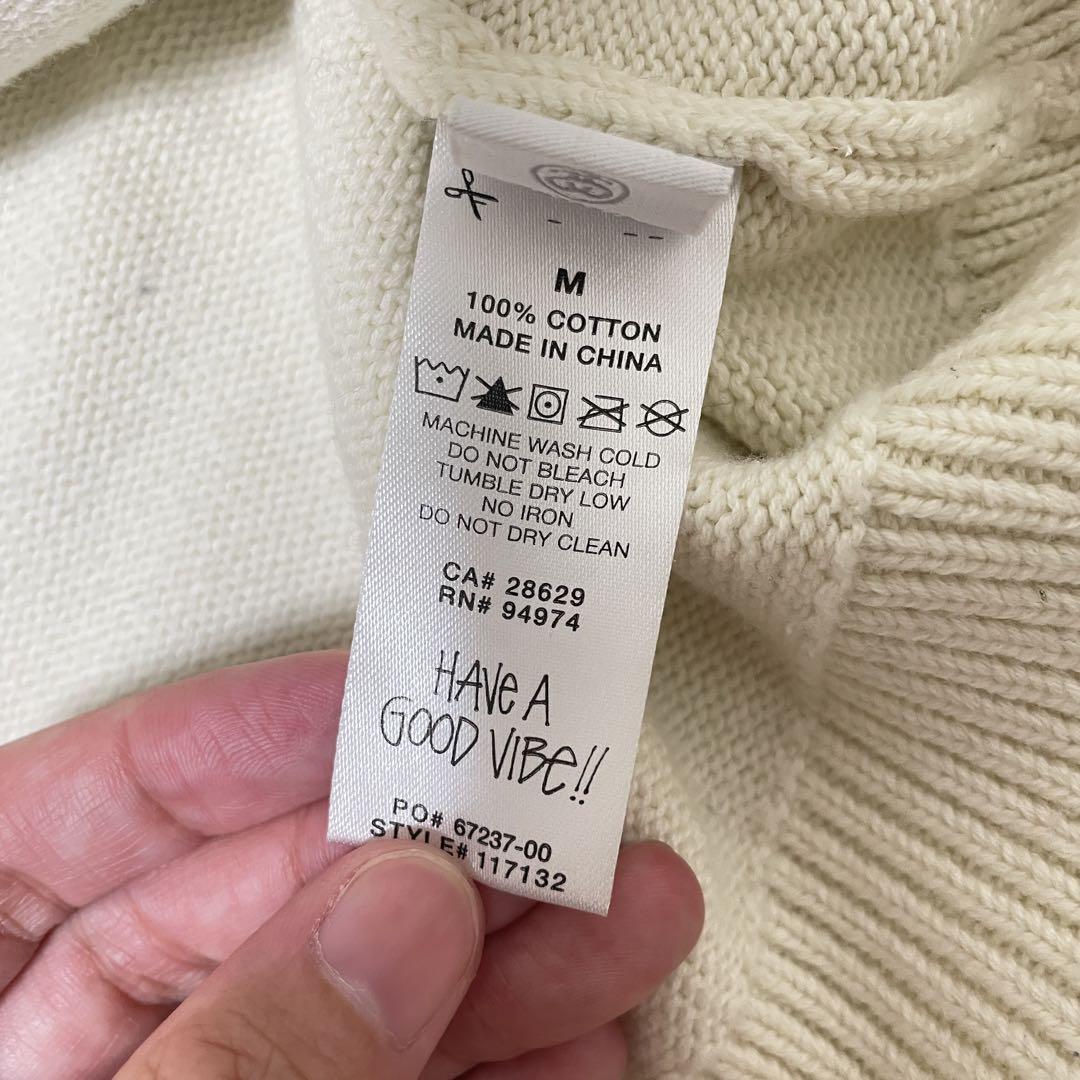 M
100% COTTON
MADE IN CHINA
MACHINE WASH COLD
DO NOT BLEACH
TUMBLE DRY LOW
NO IRON
DO NOT DRY CLEAN
CA# 28629
RN# 94974
HAVE A
GOOD VIBE!!
PO# 67237-00
STYLE# 117132